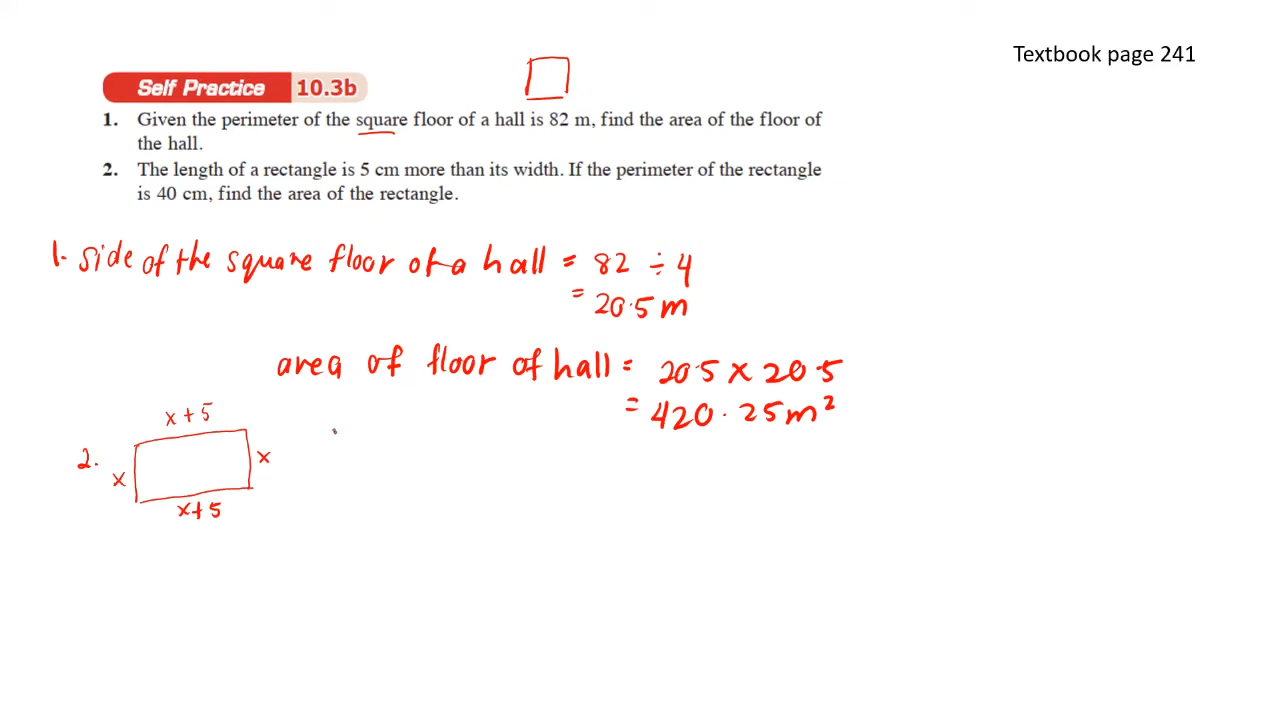 Textbook page 241
Self Practice 10.3b
1. Given the perimeter of the square floor of a hall is 82 m, find the area of the floor of
the hall.
2. The length of a rectangle is 5 cm more than its width. If the perimeter of the rectangle
is 40 cm, find the area of the rectangle.
1. side of the square floor of a hall = 82 ÷ 4
= 20.5 m
area of floor of hall = 20.5 x 20.5
= 420.25 m²
x + 5
2.
x
x
x+5